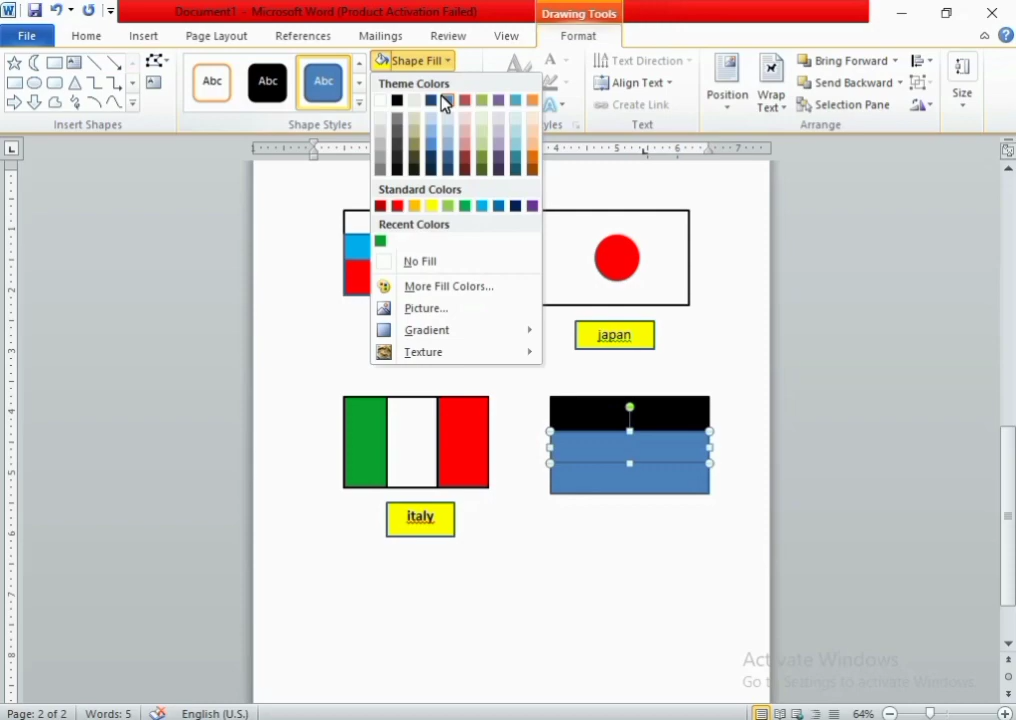 Document1 - Microsoft Word (Product Activation Failed)
Drawing Tools
File
Home
Insert
Page Layout
References
Mailings
Review
View
Format
Abc
Abc
Abc
Shape Fill
Text Direction
Align Text
Create Link
Position
Wrap
Text
Bring Forward
Send Backward
Selection Pane
Size
Insert Shapes
Shape Styles
yles
Text
Arrange
Theme Colors
Standard Colors
Recent Colors
No Fill
More Fill Colors...
Picture...
Gradient
Texture
japan
italy
Activate Windows
Go to Settings to activate Windows.
Page: 2 of 2
Words: 5
English (U.S.)
64%